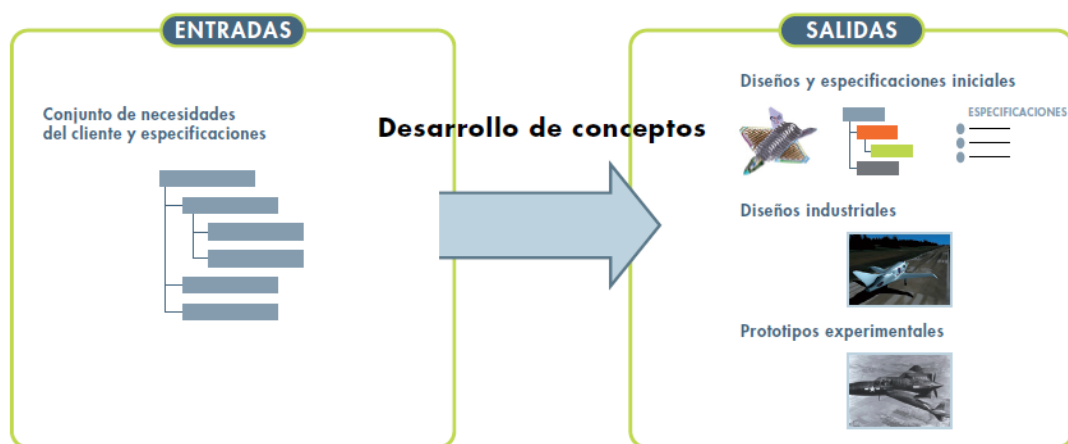 ENTRADAS
Conjunto de necesidades
del cliente y especificaciones
Desarrollo de conceptos
SALIDAS
Diseños y especificaciones iniciales
ESPECIFICACIONES
Diseños industriales
Prototipos experimentales